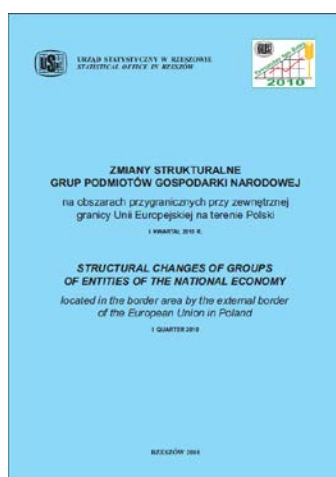 URZĄD STATYSTYCZNY W RZESZOWIE
STATISTICAL OFFICE IN RZESZÓW
2010
ZMIANY STRUKTURALNE
GRUP PODMIOTÓW GOSPODARKI NARODOWEJ
na obszarach przygranicznych przy zewnętrznej
granicy Unii Europejskiej na terenie Polski
I KWARTAŁ 2010 R.
STRUCTURAL CHANGES OF GROUPS
OF ENTITIES OF THE NATIONAL ECONOMY
located in the border area by the external border
of the European Union in Poland
I QUARTER 2010
RZESZÓW 2010